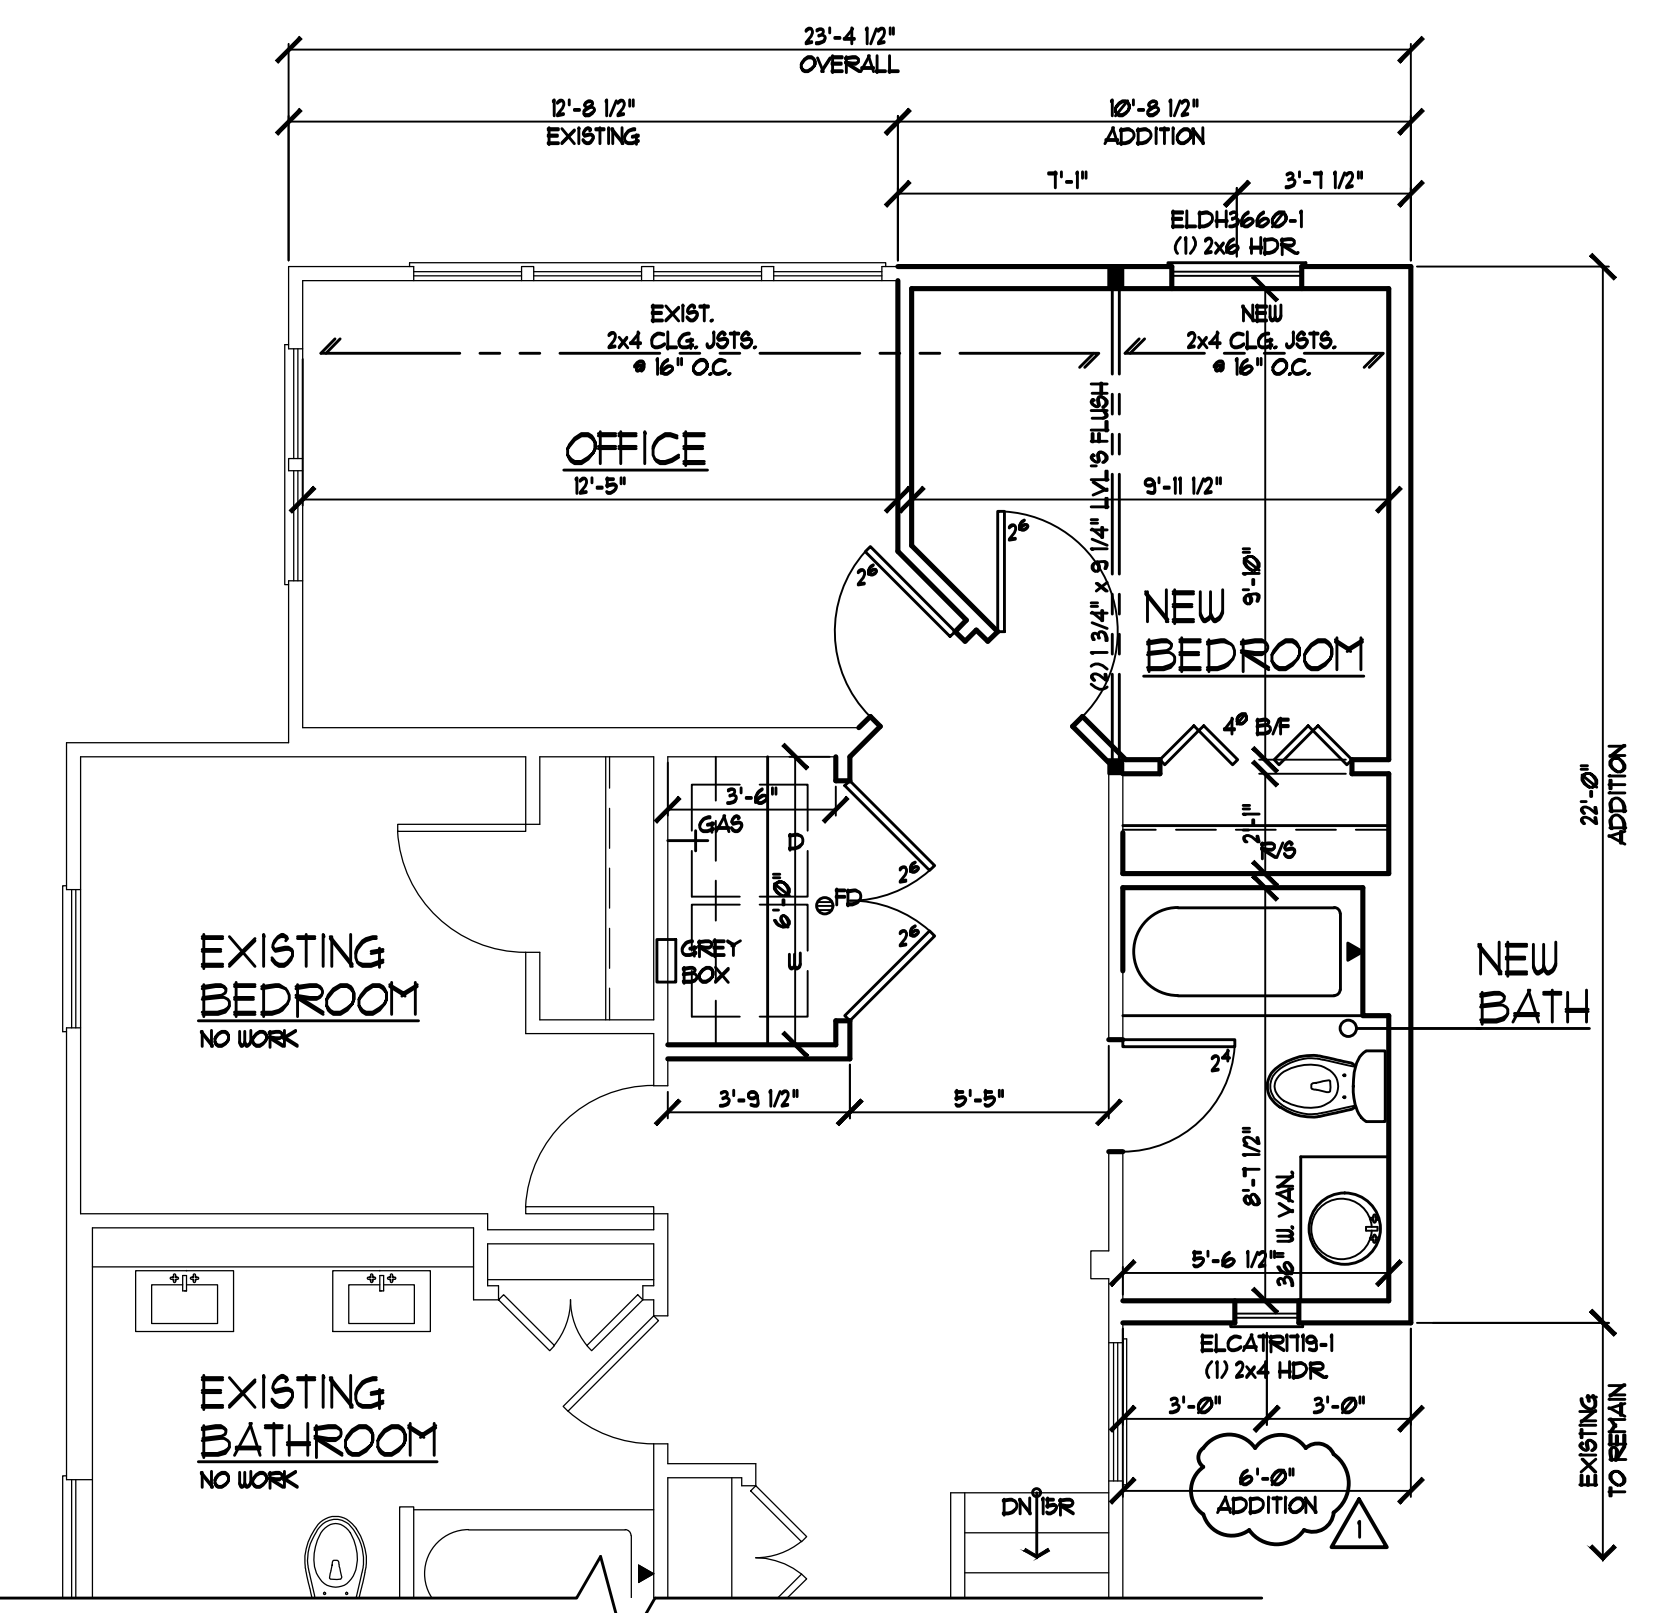 23'-4 1/2"
OVERALL
12'-8 1/2"
EXISTING
10'-8 1/2"
ADDITION
7'-1"
3'-7 1/2"
ELDH3660-1
(1) 2x6 HDR.
EXIST.
2x4 CLG. JSTS.
@ 16" O.C.
NEW
2x4 CLG. JSTS.
@ 16" O.C.
OFFICE
12'-5"
9'-11 1/2"
(2) 1 3/4" x 9 1/4" LVL'S FLUSH
26
26
9'-10"
NEW
BEDROOM
40 B/F
22'-0"
ADDITION
3'-6"
GAS
D
2'-1"
R/S
26
6'-0"
FD
26
GREY
BOX
W
EXISTING
BEDROOM
NO WORK
NEW
BATH
24
3'-9 1/2"
5'-5"
8'-7 1/2"
36" W. VAN.
5'-6 1/2"
ELCATR1719-1
(1) 2x4 HDR.
3'-0"
3'-0"
EXISTING
TO REMAIN
EXISTING
BATHROOM
NO WORK
6'-0"
ADDITION
1
DN 15R